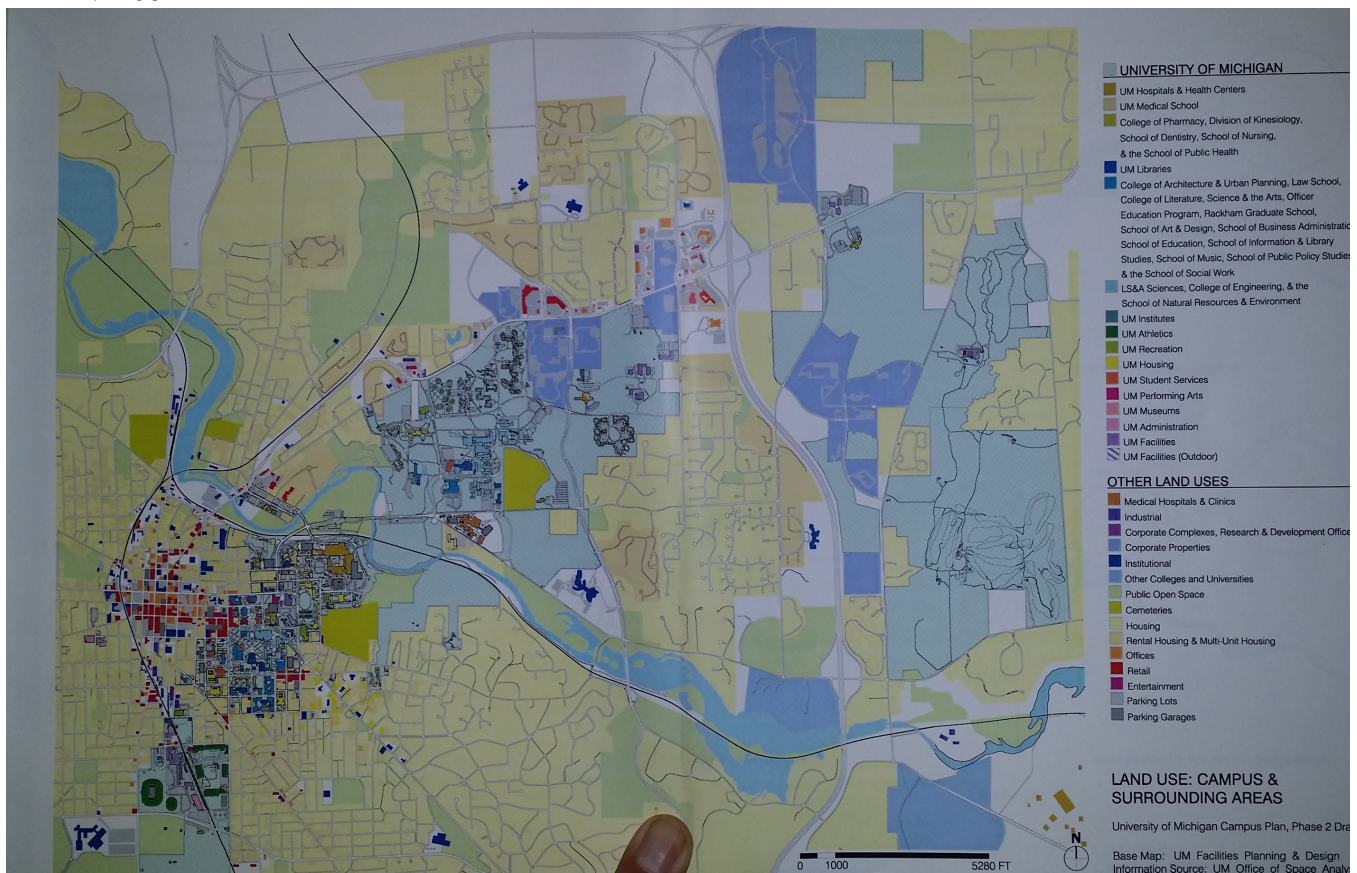 UNIVERSITY OF MICHIGAN
UM Hospitals & Health Centers
UM Medical School
College of Pharmacy, Division of Kinesiology,
School of Dentistry, School of Nursing,
& the School of Public Health
UM Libraries
College of Architecture & Urban Planning, Law School,
College of Literature, Science & the Arts, Officer
Education Program, Rackham Graduate School,
School of Art & Design, School of Business Administratio
School of Education, School of Information & Library
Studies, School of Music, School of Public Policy Studies
& the School of Social Work
LS&A Sciences, College of Engineering, & the
School of Natural Resources & Environment
UM Institutes
UM Athletics
UM Recreation
UM Housing
UM Student Services
UM Performing Arts
UM Museums
UM Administration
UM Facilities
UM Facilities (Outdoor)
OTHER LAND USES
Medical Hospitals & Clinics
Industrial
Corporate Complexes, Research & Development Office
Corporate Properties
Institutional
Other Colleges and Universities
Public Open Space
Cemeteries
Housing
Rental Housing & Multi-Unit Housing
Offices
Retail
Entertainment
Parking Lots
Parking Garages
LAND USE: CAMPUS &
SURROUNDING AREAS
University of Michigan Campus Plan, Phase 2 Dra
N
0 1000 5280 FT
Base Map: UM Facilities Planning & Design
Information Source: UM Office of Space Analy